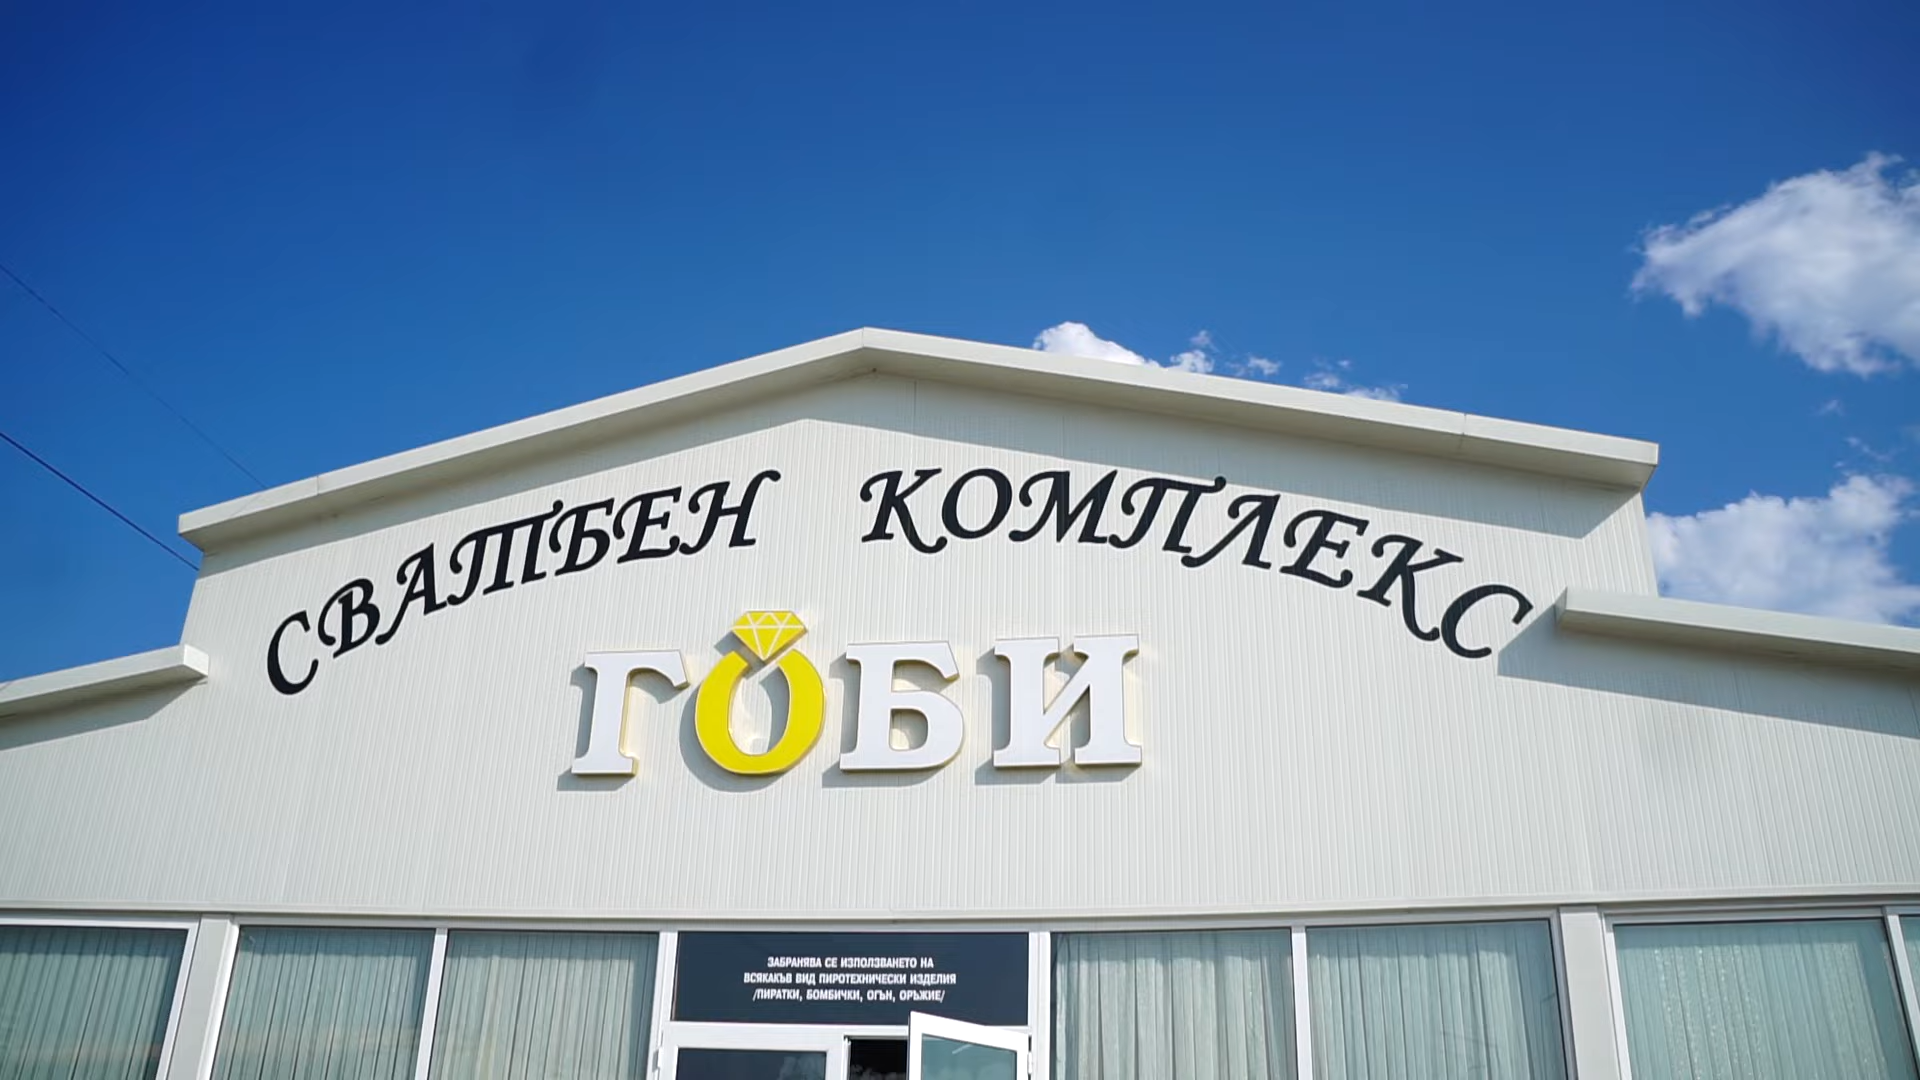 СВАТБЕН КОМПЛЕКС
ГОБИ
ЗАБРАНЯВА СЕ ИЗПОЛЗВАНЕТО НА
ВСЯКАКЪВ ВИД ПИРОТЕХНИЧЕСКИ ИЗДЕЛИЯ
/ПИРАТКИ, БОМБИЧКИ, ОГЪН, ОРЪЖИЕ/